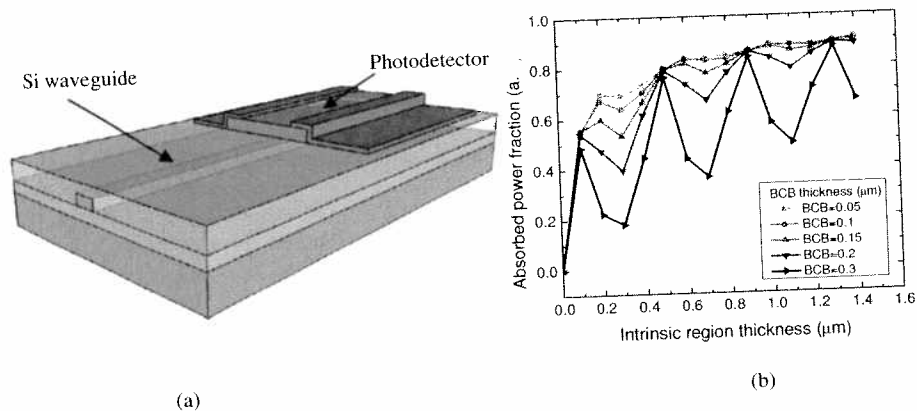 Si waveguide
Photodetector
(a)
Absorbed power fraction (a.
1.0
0.8
0.6
0.4
0.2
0.0
BCB thickness (μm)
BCB=0.05
BCB=0.1
BCB=0.15
BCB=0.2
BCB=0.3
0.0 0.2 0.4 0.6 0.8 1.0 1.2 1.4 1.6
Intrinsic region thickness (μm)
(b)